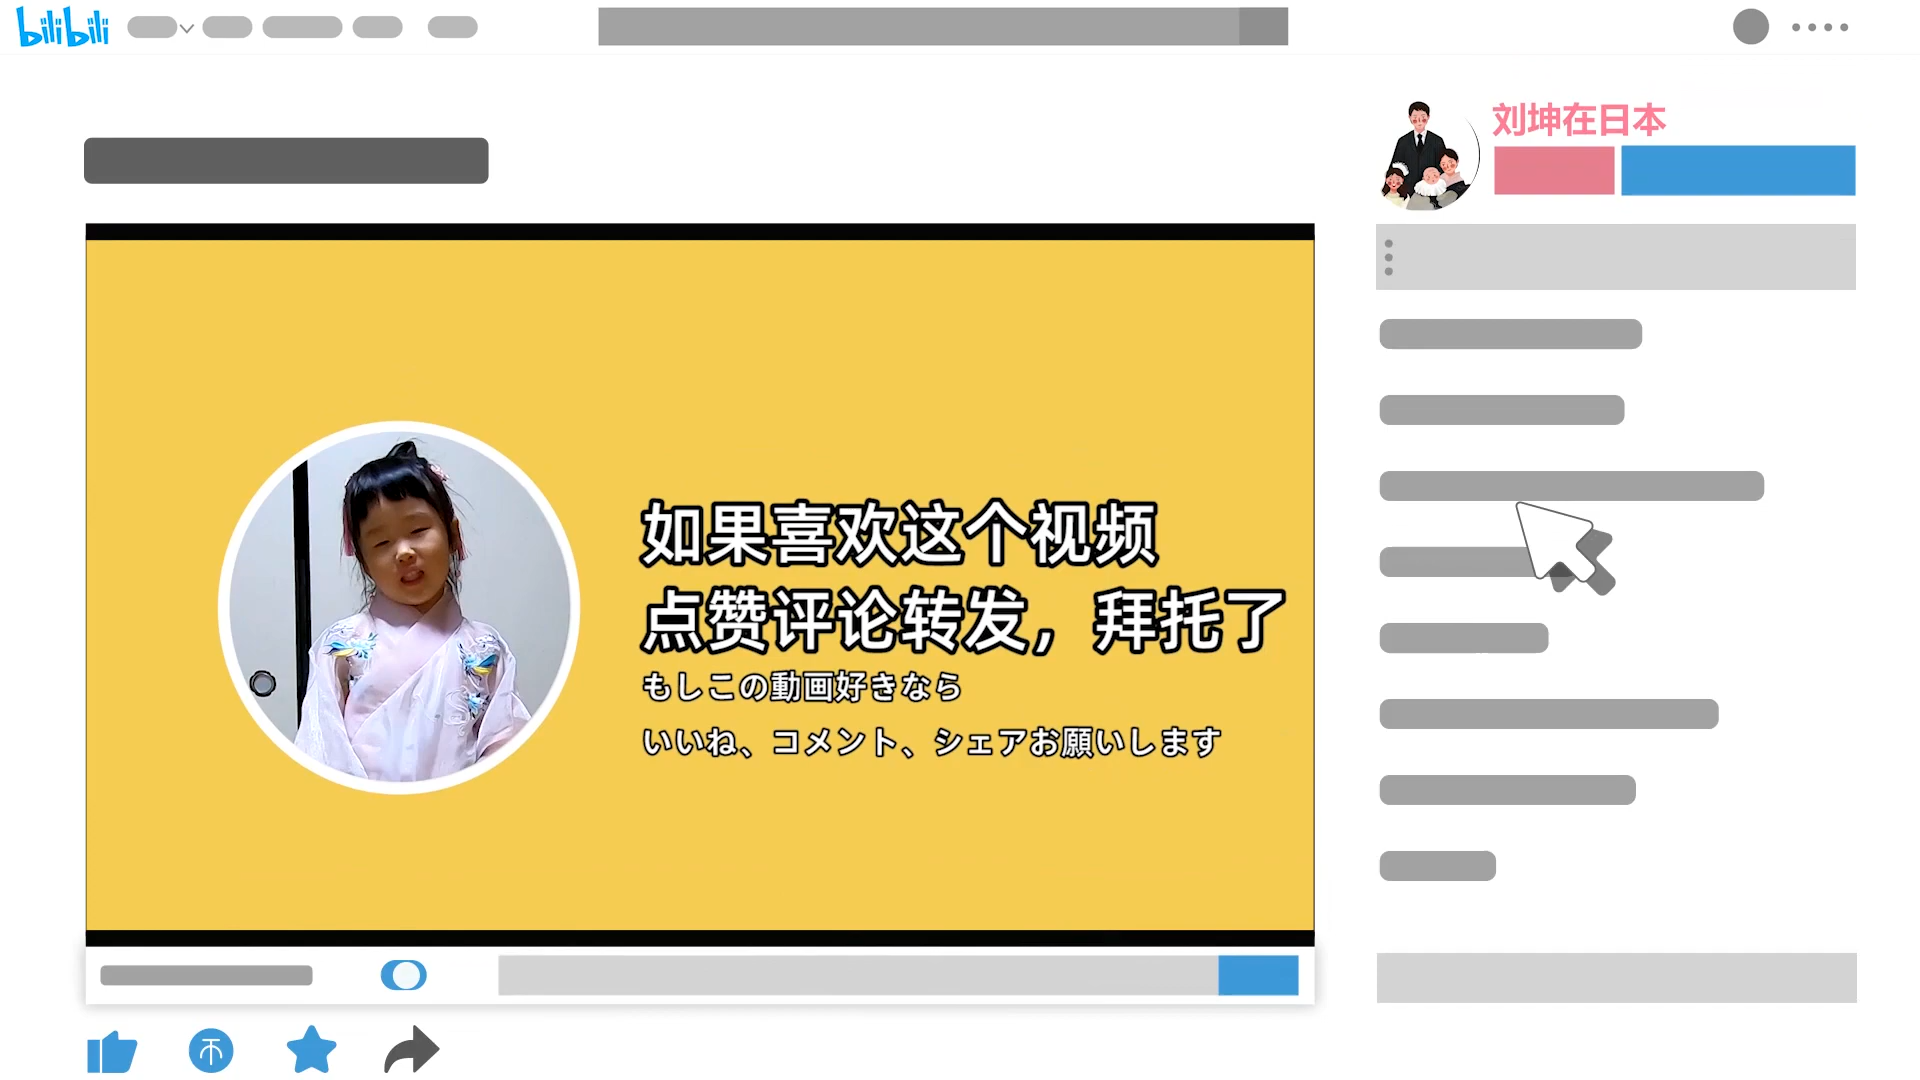 bilibili
刘坤在日本
如果喜欢这个视频
点赞评论转发，拜托了
もしこの動画好きなら
いいね、コメント、シェアお願いします